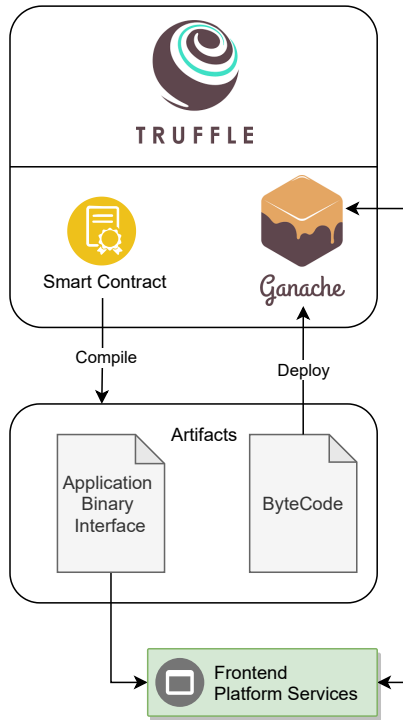 TRUFFLE
Smart Contract
Ganache
Compile
Deploy
Artifacts
Application
Binary
Interface
ByteCode
Frontend
Platform Services